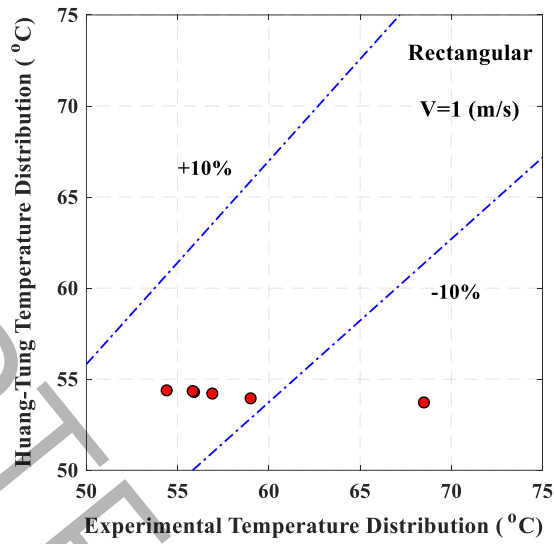 75
70
65
60
55
50
Huang-Tung Temperature Distribution ( °C)
Rectangular
V=1 (m/s)
+10%
-10%
50 55 60 65 70 75
Experimental Temperature Distribution ( °C)